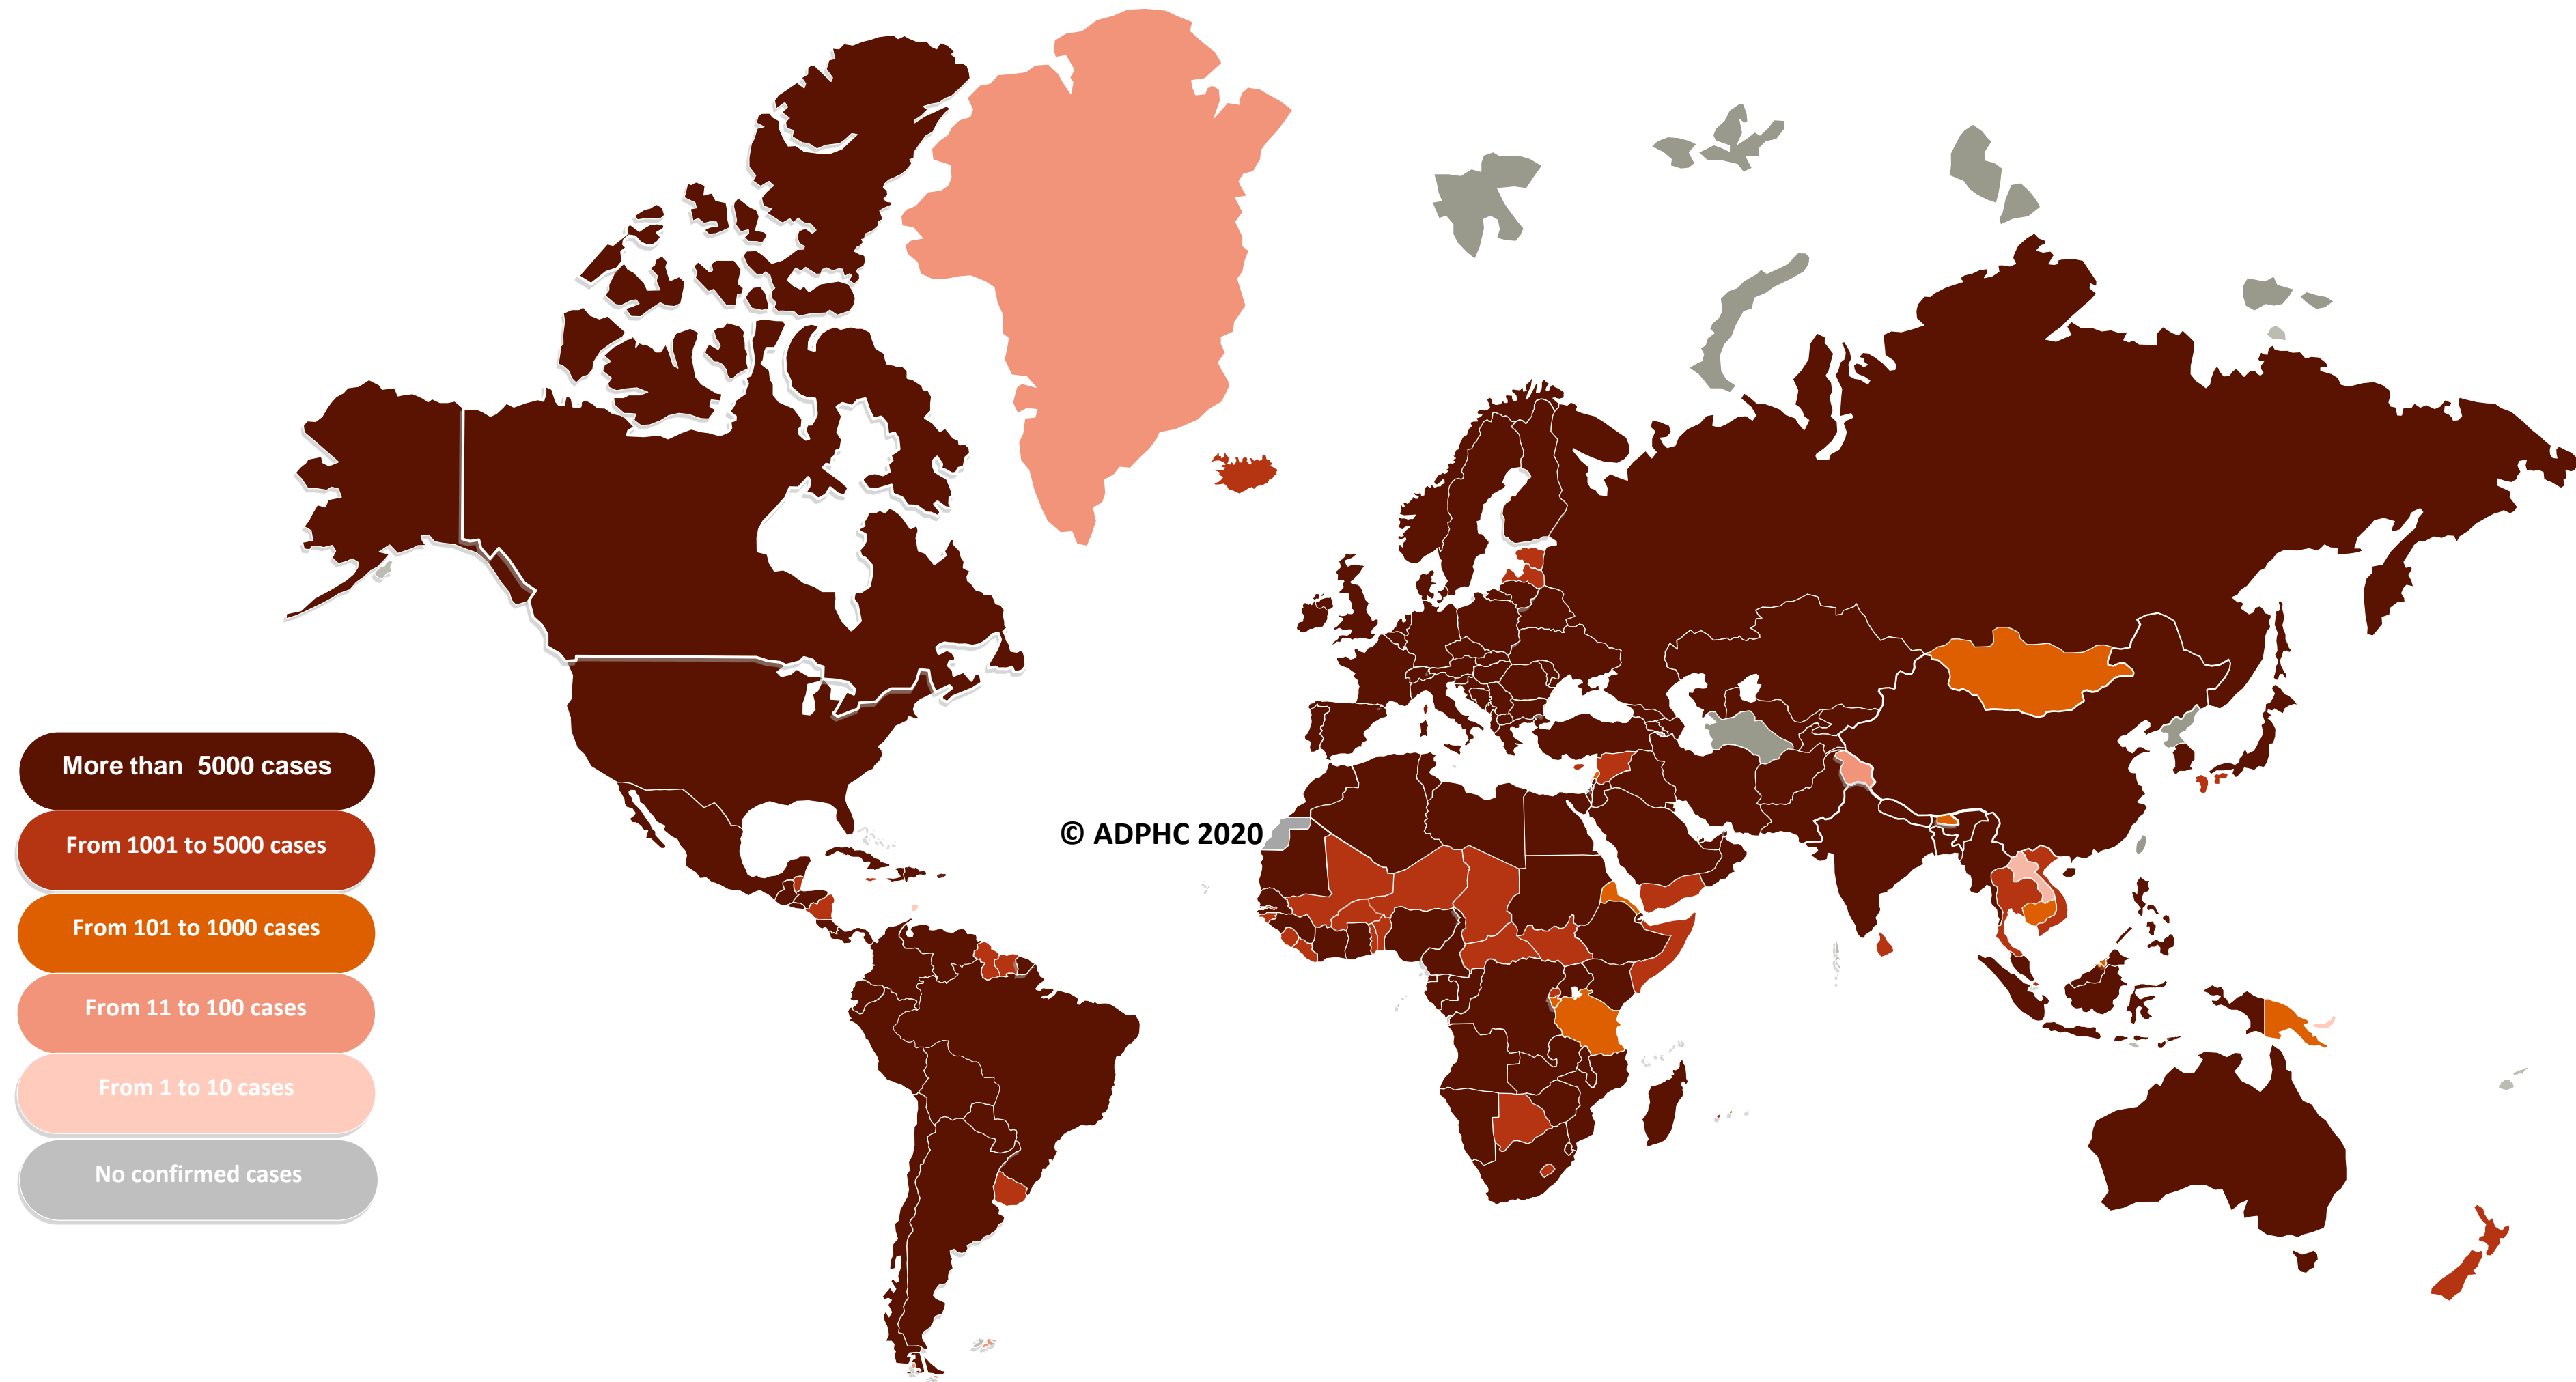 More than 5000 cases
From 1001 to 5000 cases
From 101 to 1000 cases
From 11 to 100 cases
From 1 to 10 cases
No confirmed cases
© ADPHC 2020